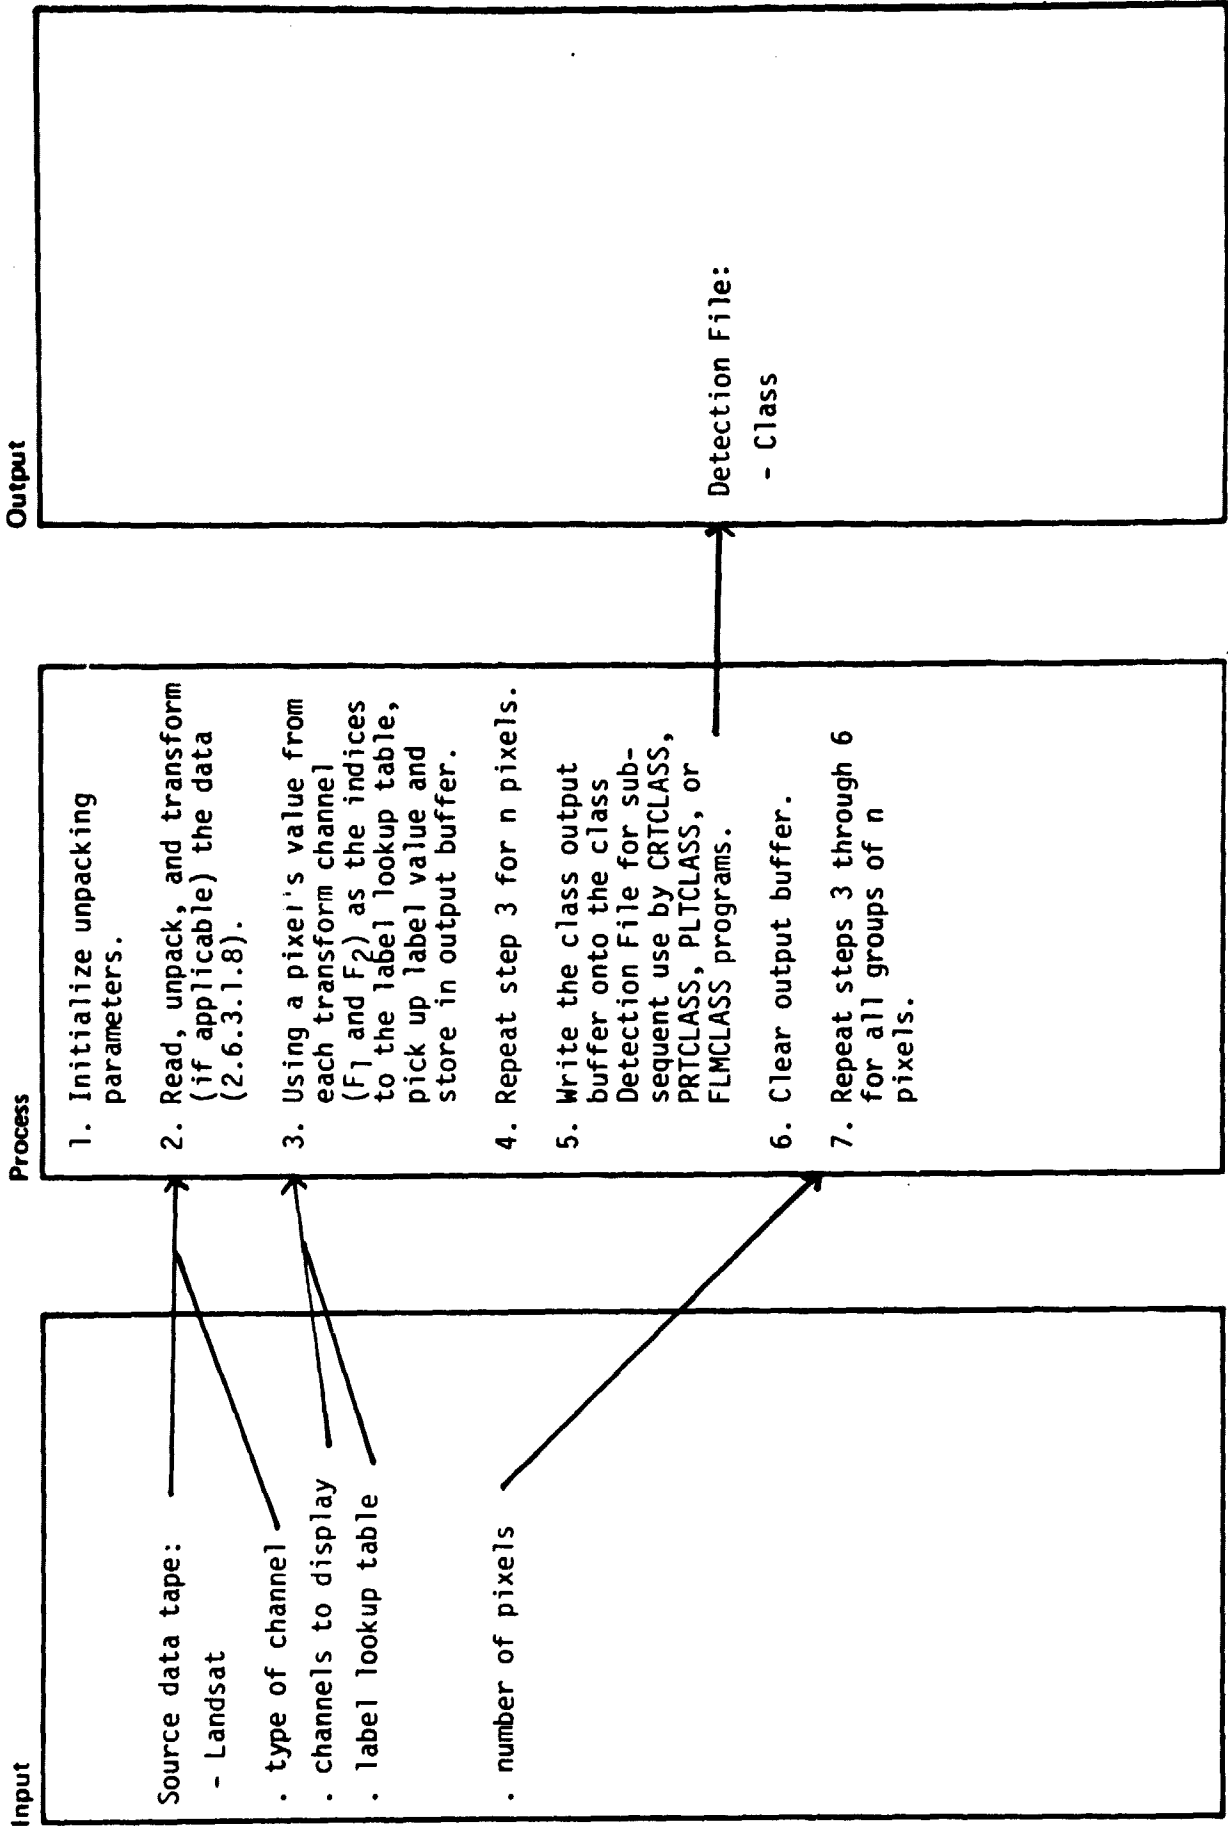 Input
Source data tape:
- Landsat
. type of channel
. channels to display
. label lookup table
. number of pixels
Process
1. Initialize unpacking
parameters.
2. Read, unpack, and transform
(if applicable) the data
(2.6.3.1.8).
3. Using a pixel's value from
each transform channel
(F1 and F2) as the indices
to the label lookup table,
pick up label value and
store in output buffer.
4. Repeat step 3 for n pixels.
5. Write the class output
buffer onto the class
Detection File for sub-
sequent use by CRTCLASS,
PRTCLASS, PLTCLASS, or
FLMCLASS programs.
6. Clear output buffer.
7. Repeat steps 3 through 6
for all groups of n
pixels.
Output
Detection File:
- Class